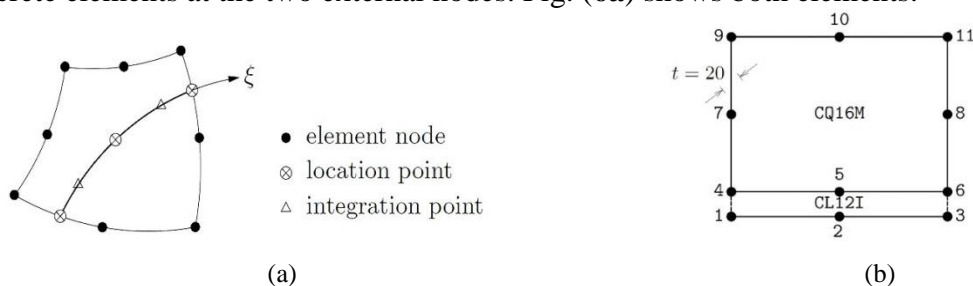 crete elements at the two external nodes. Fig. (6a) shows both elements.
ξ
element node
location point
integration point
(a)
9 10 11
t = 20
7 CQ16M 8
4 5 6
CL12I
1 2 3
(b)